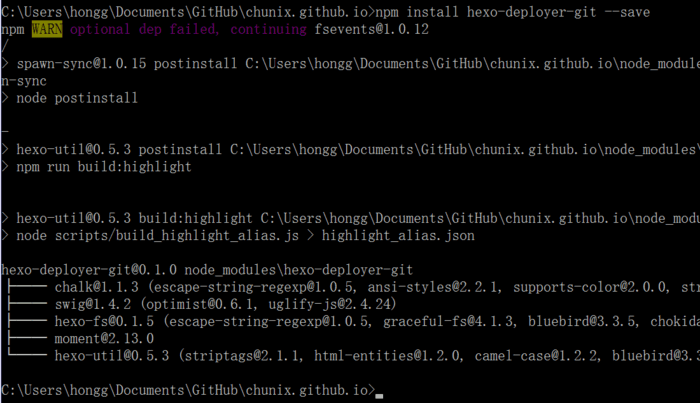 C:\Users\hongg\Documents\GitHub\chunix.github.io>npm install hexo-deployer-git --save
npm WARN optional dep failed, continuing fsevents@1.0.12
/
> spawn-sync@1.0.15 postinstall C:\Users\hongg\Documents\GitHub\chunix.github.io\node_module
n-sync
> node postinstall
-
> hexo-util@0.5.3 postinstall C:\Users\hongg\Documents\GitHub\chunix.github.io\node_modules\
> npm run build:highlight
> hexo-util@0.5.3 build:highlight C:\Users\hongg\Documents\GitHub\chunix.github.io\node_modu
> node scripts/build_highlight_alias.js > highlight_alias.json
hexo-deployer-git@0.1.0 node_modules\hexo-deployer-git
├── chalk@1.1.3 (escape-string-regexp@1.0.5, ansi-styles@2.2.1, supports-color@2.0.0, str
├── swig@1.4.2 (optimist@0.6.1, uglify-js@2.4.24)
├── hexo-fs@0.1.5 (escape-string-regexp@1.0.5, graceful-fs@4.1.3, bluebird@3.3.5, chokida
├── moment@2.13.0
└── hexo-util@0.5.3 (striptags@2.1.1, html-entities@1.2.0, camel-case@1.2.2, bluebird@3.3
C:\Users\hongg\Documents\GitHub\chunix.github.io>